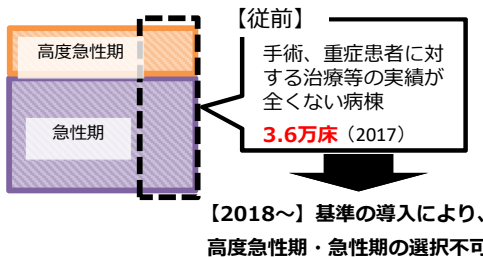 高度急性期
急性期
【従前】
手術、重症患者に対
する治療等の実績が
全くない病棟
3.6万床（2017）
【2018～】基準の導入により、
高度急性期・急性期の選択不可